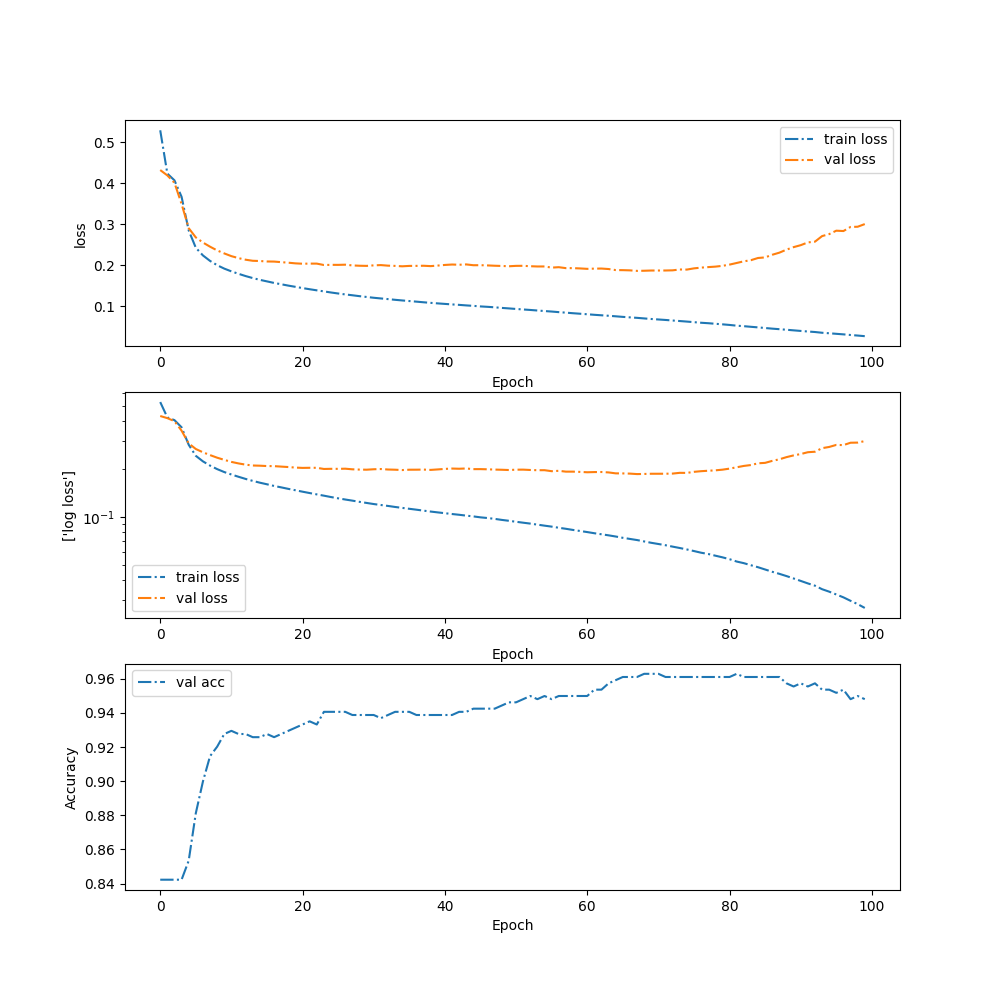 train loss
val loss
0.5
0.4
0.3
0.2
0.1
loss
0 20 40 60 80 100
Epoch
10⁻¹
['log loss']
train loss
val loss
0 20 40 60 80 100
Epoch
val acc
0.96
0.94
0.92
0.90
0.88
0.86
0.84
Accuracy
0 20 40 60 80 100
Epoch